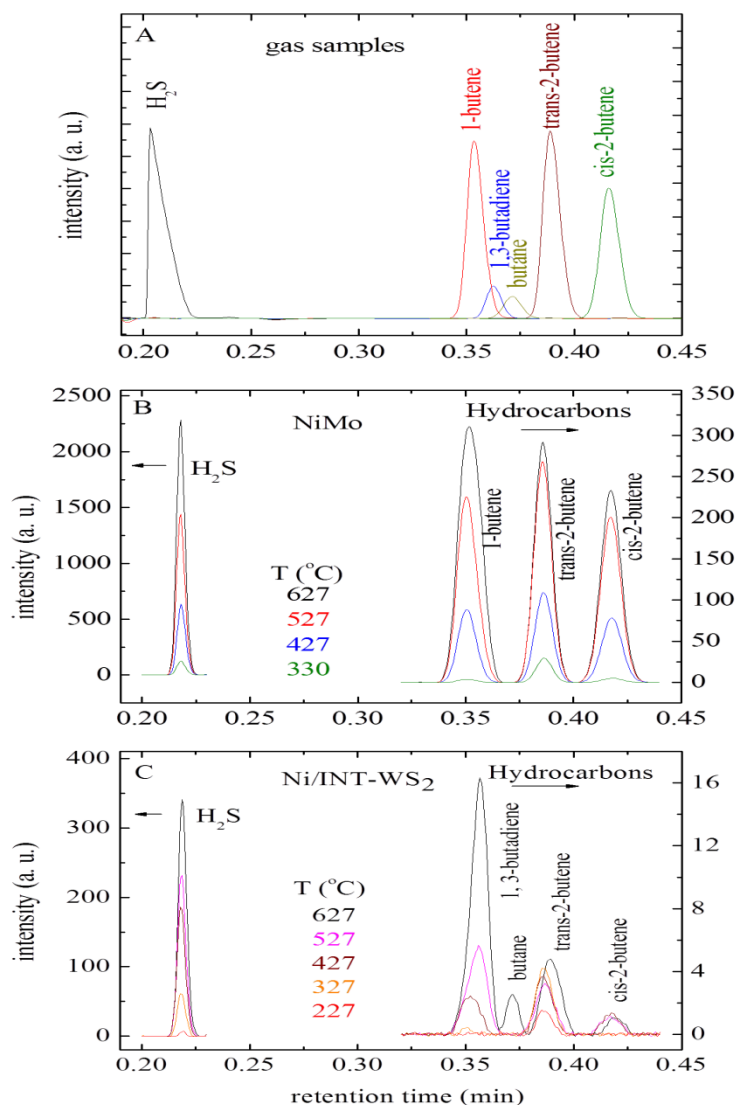 A
gas samples
H₂S
1-butene
1,3-butadiene
butane
trans-2-butene
cis-2-butene
intensity (a. u.)
0.20 0.25 0.30 0.35 0.40 0.45
B
NiMo
Hydrocarbons
H₂S
1-butene
trans-2-butene
cis-2-butene
T (°C)
627
527
427
330
intensity (a. u.)
2500
2000
1500
1000
500
0
350
300
250
200
150
100
50
0
0.20 0.25 0.30 0.35 0.40 0.45
C
Ni/INT-WS₂
Hydrocarbons
H₂S
1, 3-butadiene
butane
trans-2-butene
cis-2-butene
T (°C)
627
527
427
327
227
intensity (a. u.)
400
300
200
100
0
16
12
8
4
0
0.20 0.25 0.30 0.35 0.40 0.45
retention time (min)